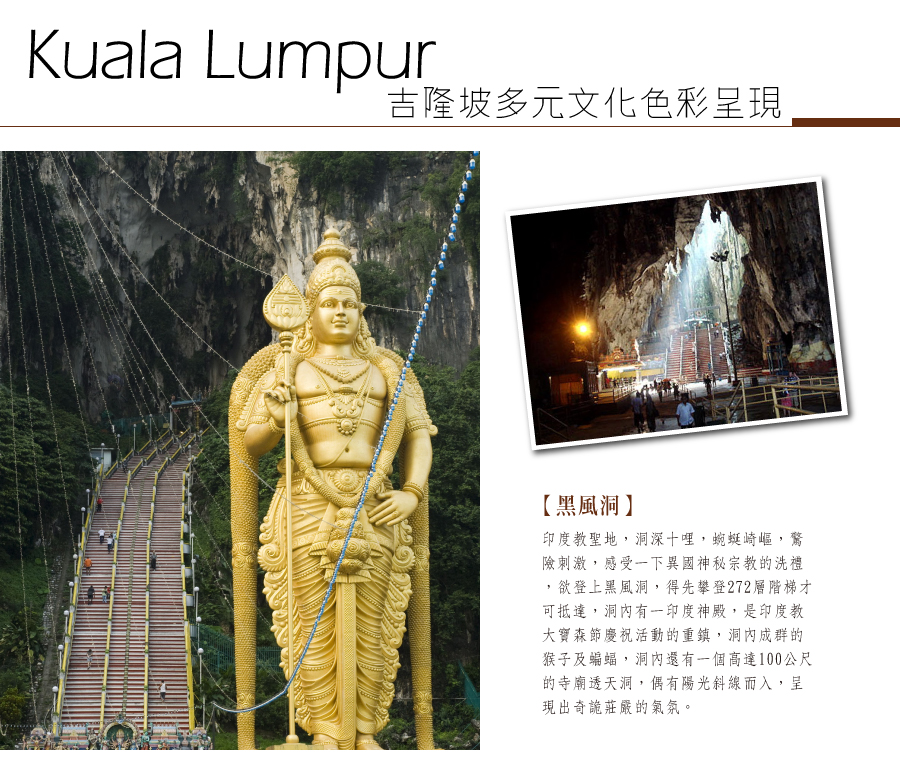 Kuala Lumpur
吉隆坡多元文化色彩呈現
【黑風洞】
印度教聖地，洞深十哩，蜿蜒崎嶇，驚
險刺激，感受一下異國神秘宗教的洗禮
，欲登上黑風洞，得先攀登272層階梯才
可抵達，洞內有一印度神殿，是印度教
大寶森節慶祝活動的重鎮，洞內成群的
猴子及蝙蝠，洞內還有一個高達100公尺
的寺廟透天洞，偶有陽光斜線而入，呈
現出奇詭莊嚴的氣氛。